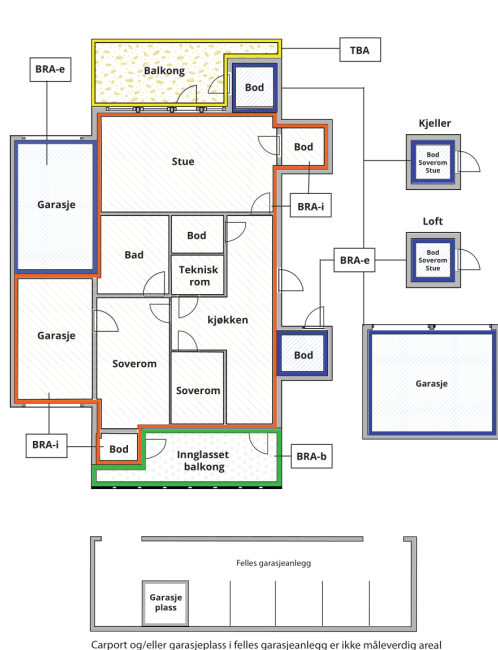 TBA
BRA-e
Balkong
Bod
Kjeller
Stue
Bod
Bod
Soverom
Stue
Garasje
BRA-i
Bod
Bad
Loft
Teknisk
rom
BRA-e
Bod
Soverom
Stue
kjøkken
Garasje
Soverom
Bod
Garasje
Soverom
BRA-i
Bod
Innglasset
balkong
BRA-b
Felles garasjeanlegg
Garasje
plass
Carport og/eller garasjeplass i felles garasjeanlegg er ikke måleverdig areal